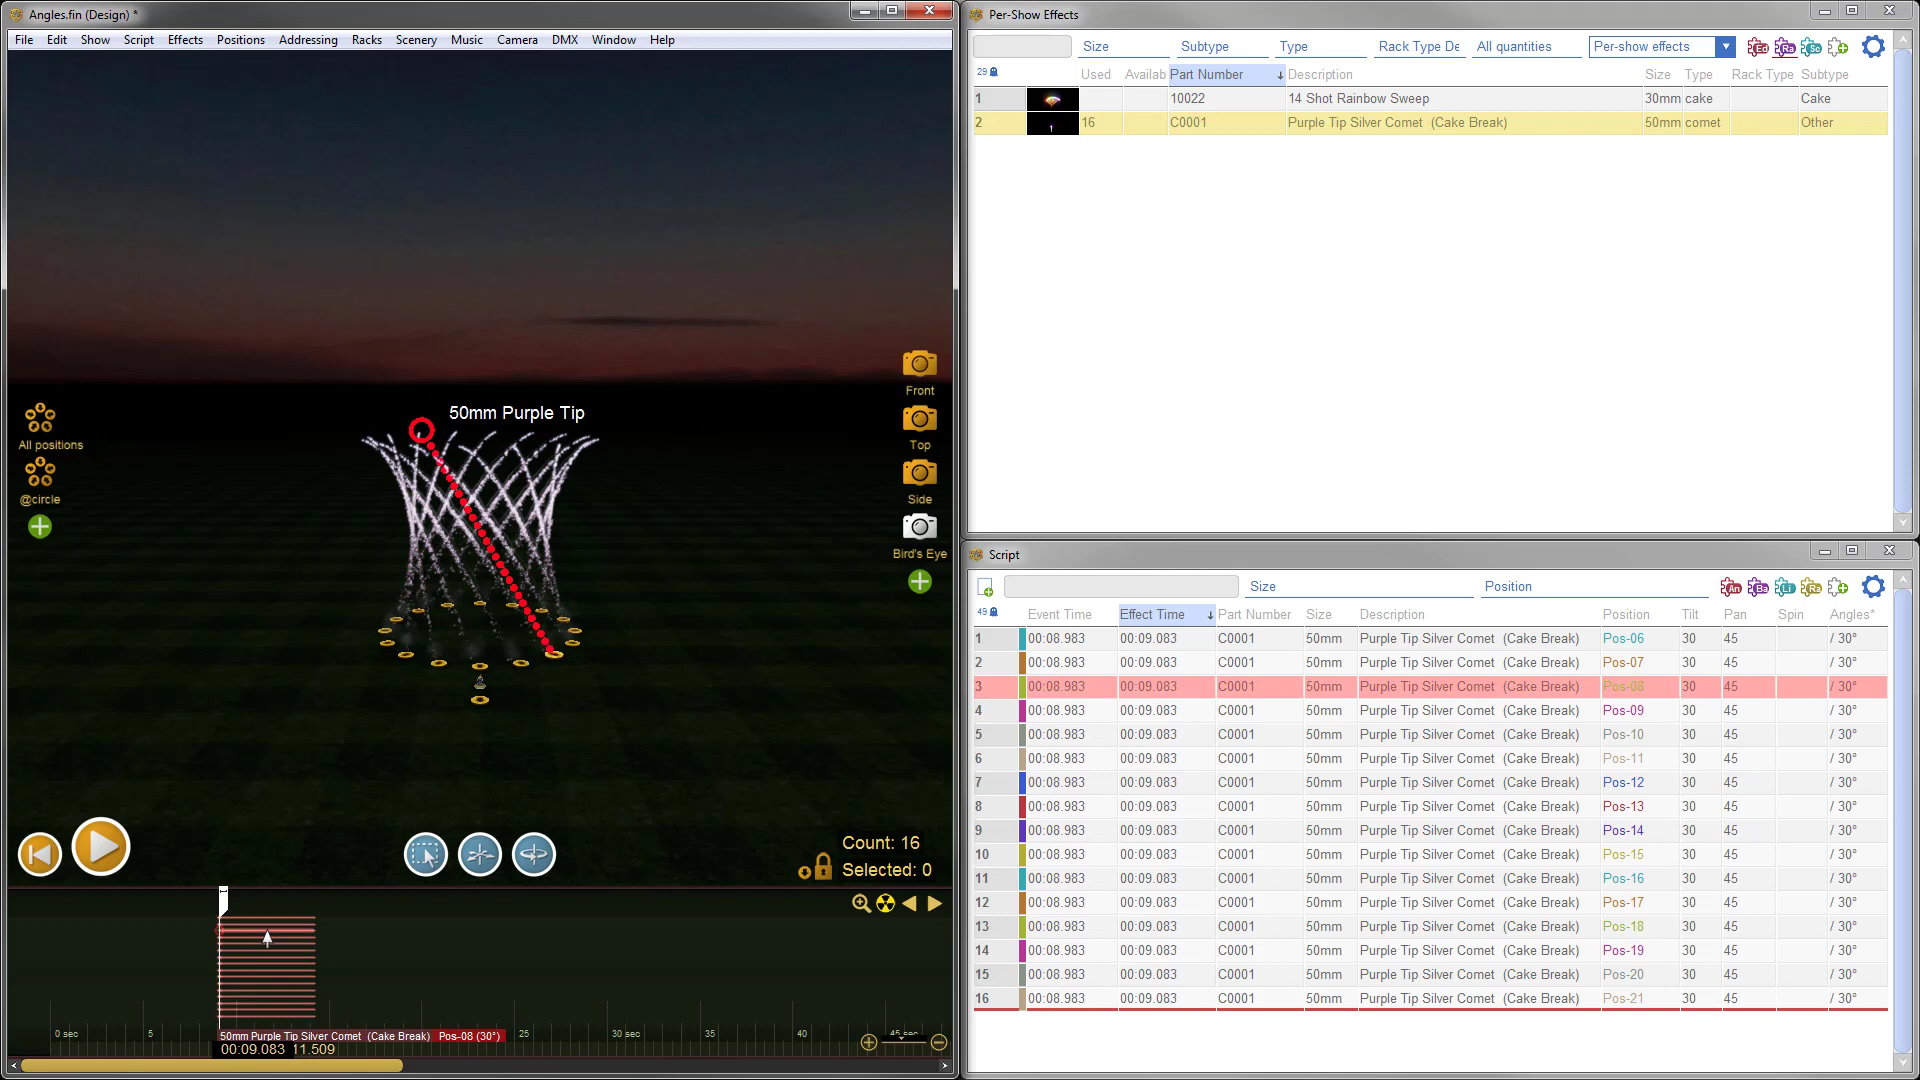 Angles.fin (Design) *
File Edit Show Script Effects Positions Addressing Racks Scenery Music Camera DMX Window Help
50mm Purple Tip
All positions
@circle
Front
Top
Side
Bird's Eye
Count: 16
Selected: 0
0 sec 5 25 30 sec 35 40 45 sec
50mm Purple Tip Silver Comet (Cake Break) Pos-08 (30°)
00:09.083 11.509
Per-Show Effects
Size Subtype Type Rack Type De All quantities Per-show effects
29 Used Availab Part Number Description Size Type Rack Type Subtype
1 10022 14 Shot Rainbow Sweep 30mm cake Cake
2 16 C0001 Purple Tip Silver Comet (Cake Break) 50mm comet Other
Script
Size Position
49 Event Time Effect Time Part Number Size Description Position Tilt Pan Spin Angles*
1 00:08.983 00:09.083 C0001 50mm Purple Tip Silver Comet (Cake Break) Pos-06 30 45 / 30°
2 00:08.983 00:09.083 C0001 50mm Purple Tip Silver Comet (Cake Break) Pos-07 30 45 / 30°
3 00:08.983 00:09.083 C0001 50mm Purple Tip Silver Comet (Cake Break) Pos-08 30 45 / 30°
4 00:08.983 00:09.083 C0001 50mm Purple Tip Silver Comet (Cake Break) Pos-09 30 45 / 30°
5 00:08.983 00:09.083 C0001 50mm Purple Tip Silver Comet (Cake Break) Pos-10 30 45 / 30°
6 00:08.983 00:09.083 C0001 50mm Purple Tip Silver Comet (Cake Break) Pos-11 30 45 / 30°
7 00:08.983 00:09.083 C0001 50mm Purple Tip Silver Comet (Cake Break) Pos-12 30 45 / 30°
8 00:08.983 00:09.083 C0001 50mm Purple Tip Silver Comet (Cake Break) Pos-13 30 45 / 30°
9 00:08.983 00:09.083 C0001 50mm Purple Tip Silver Comet (Cake Break) Pos-14 30 45 / 30°
10 00:08.983 00:09.083 C0001 50mm Purple Tip Silver Comet (Cake Break) Pos-15 30 45 / 30°
11 00:08.983 00:09.083 C0001 50mm Purple Tip Silver Comet (Cake Break) Pos-16 30 45 / 30°
12 00:08.983 00:09.083 C0001 50mm Purple Tip Silver Comet (Cake Break) Pos-17 30 45 / 30°
13 00:08.983 00:09.083 C0001 50mm Purple Tip Silver Comet (Cake Break) Pos-18 30 45 / 30°
14 00:08.983 00:09.083 C0001 50mm Purple Tip Silver Comet (Cake Break) Pos-19 30 45 / 30°
15 00:08.983 00:09.083 C0001 50mm Purple Tip Silver Comet (Cake Break) Pos-20 30 45 / 30°
16 00:08.983 00:09.083 C0001 50mm Purple Tip Silver Comet (Cake Break) Pos-21 30 45 / 30°